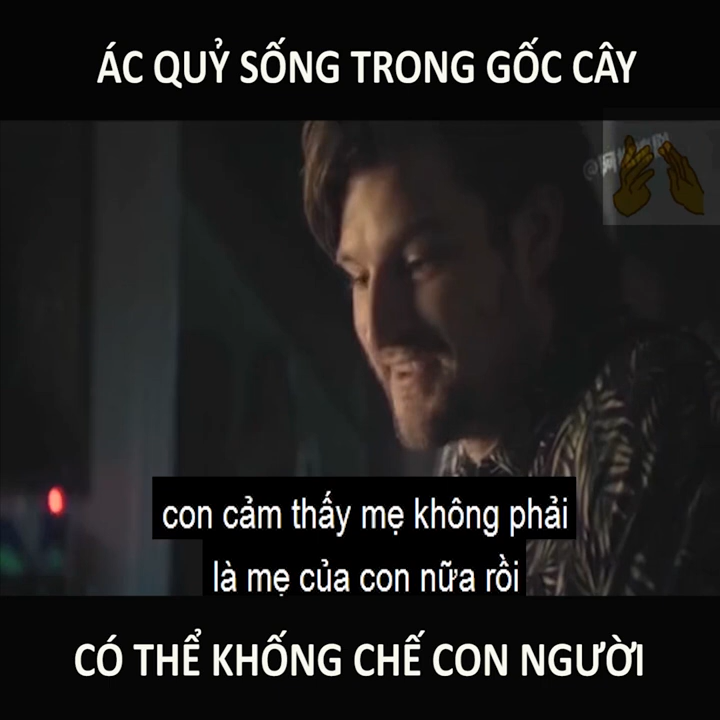 ÁC QUỶ SỐNG TRONG GỐC CÂY
con cảm thấy mẹ không phải
là mẹ của con nữa rồi
CÓ THỂ KHỐNG CHẾ CON NGƯỜI